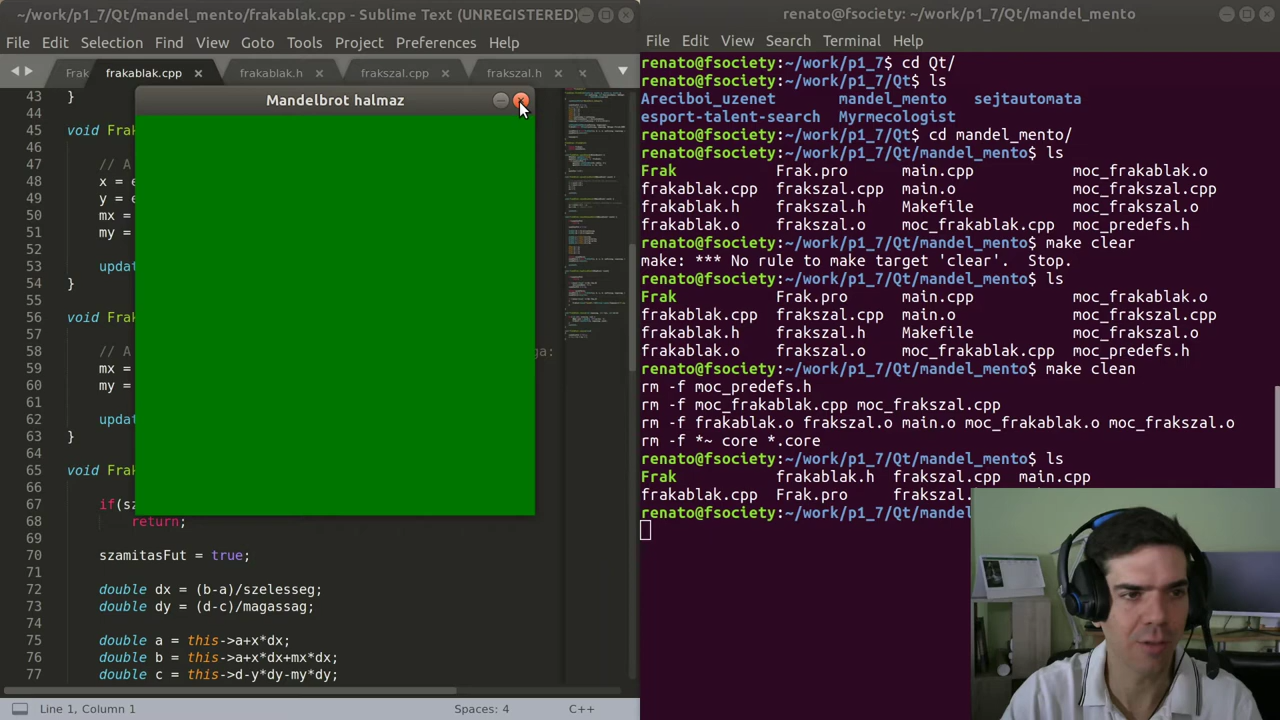 ~/work/p1_7/Qt/mandel_mento/frakablak.cpp - Sublime Text (UNREGISTERED)
File Edit Selection Find View Goto Tools Project Preferences Help
Frak frakablak.cpp × frakablak.h × frakszal.cpp × frakszal.h ×
43 }
44
45 void Frak
46
47 // A
48 x = e
49 y = e
50 mx =
51 my =
52
53 updat
54 }
55
56 void Frak
57
58 // A ga:
59 mx =
60 my =
61
62 updat
63 }
64
65 void Frak
66
67 if(sz
68 return;
69
70 szamitasFut = true;
71
72 double dx = (b-a)/szelesseg;
73 double dy = (d-c)/magassag;
74
75 double a = this->a+x*dx;
76 double b = this->a+x*dx+mx*dx;
77 double c = this->d-y*dy-my*dy;
Line 1, Column 1 Spaces: 4 C++
Mandelbrot halmaz
renato@fsociety: ~/work/p1_7/Qt/mandel_mento
File Edit View Search Terminal Help
renato@fsociety:~/work/p1_7$ cd Qt/
renato@fsociety:~/work/p1_7/Qt$ ls
Areciboi_uzenet mandel_mento sejtautomata
esport-talent-search Myrmecologist
renato@fsociety:~/work/p1_7/Qt$ cd mandel_mento/
renato@fsociety:~/work/p1_7/Qt/mandel_mento$ ls
Frak Frak.pro main.cpp moc_frakablak.o
frakablak.cpp frakszal.cpp main.o moc_frakszal.cpp
frakablak.h frakszal.h Makefile moc_frakszal.o
frakablak.o frakszal.o moc_frakablak.cpp moc_predefs.h
renato@fsociety:~/work/p1_7/Qt/mandel_mento$ make clear
make: *** No rule to make target 'clear'. Stop.
renato@fsociety:~/work/p1_7/Qt/mandel_mento$ ls
Frak Frak.pro main.cpp moc_frakablak.o
frakablak.cpp frakszal.cpp main.o moc_frakszal.cpp
frakablak.h frakszal.h Makefile moc_frakszal.o
frakablak.o frakszal.o moc_frakablak.cpp moc_predefs.h
renato@fsociety:~/work/p1_7/Qt/mandel_mento$ make clean
rm -f moc_predefs.h
rm -f moc_frakablak.cpp moc_frakszal.cpp
rm -f frakablak.o frakszal.o main.o moc_frakablak.o moc_frakszal.o
rm -f *~ core *.core
renato@fsociety:~/work/p1_7/Qt/mandel_mento$ ls
Frak frakablak.h frakszal.cpp main.cpp
frakablak.cpp Frak.pro fraksza
renato@fsociety:~/work/p1_7/Qt/mandel